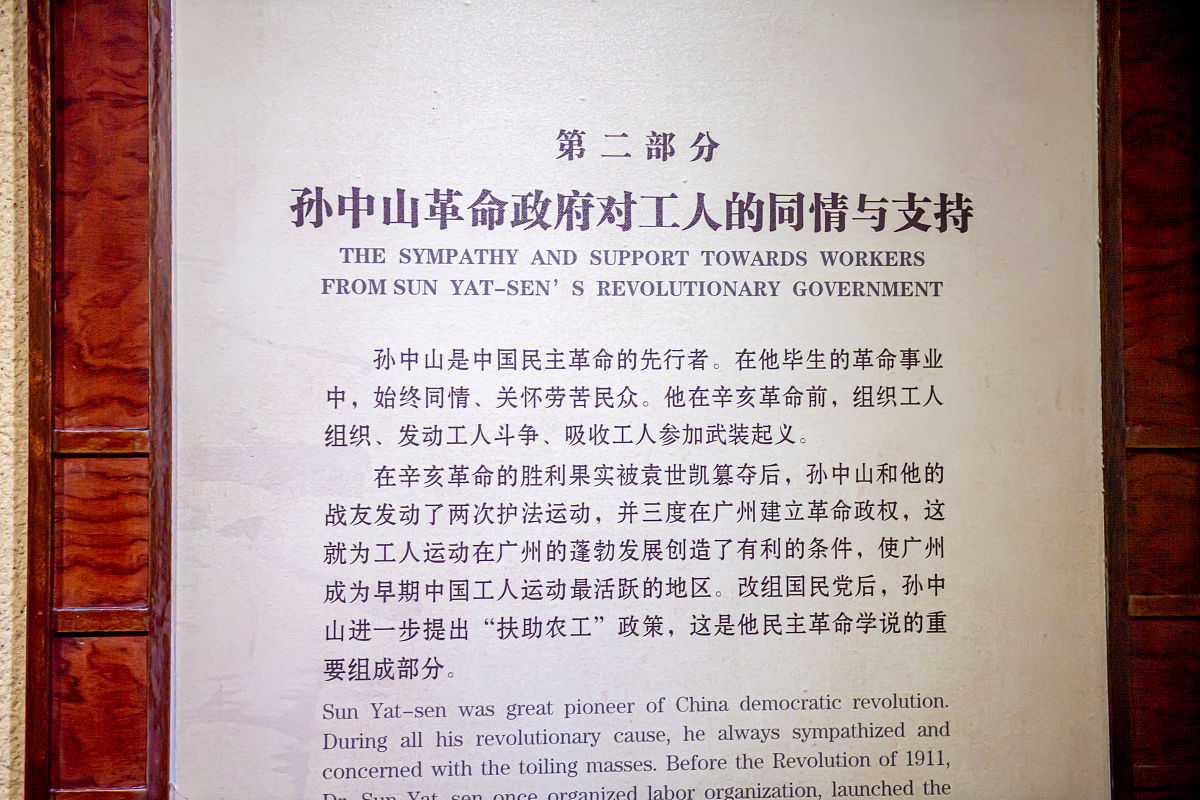 第二部分
孙中山革命政府对工人的同情与支持
THE SYMPATHY AND SUPPORT TOWARDS WORKERS
FROM SUN YAT-SEN' S REVOLUTIONARY GOVERNMENT
孙中山是中国民主革命的先行者。在他毕生的革命事业
中，始终同情、关怀劳苦民众。他在辛亥革命前，组织工人
组织、发动工人斗争、吸收工人参加武装起义。
在辛亥革命的胜利果实被袁世凯篡夺后，孙中山和他的
战友发动了两次护法运动，并三度在广州建立革命政权，这
就为工人运动在广州的蓬勃发展创造了有利的条件，使广州
成为早期中国工人运动最活跃的地区。改组国民党后，孙中
山进一步提出“扶助农工”政策，这是他民主革命学说的重
要组成部分。
Sun Yat-sen was great pioneer of China democratic revolution.
During all his revolutionary cause, he always sympathized and
concerned with the toiling masses. Before the Revolution of 1911,
Dr. Sun Yat-sen once organized labor organization, launched the